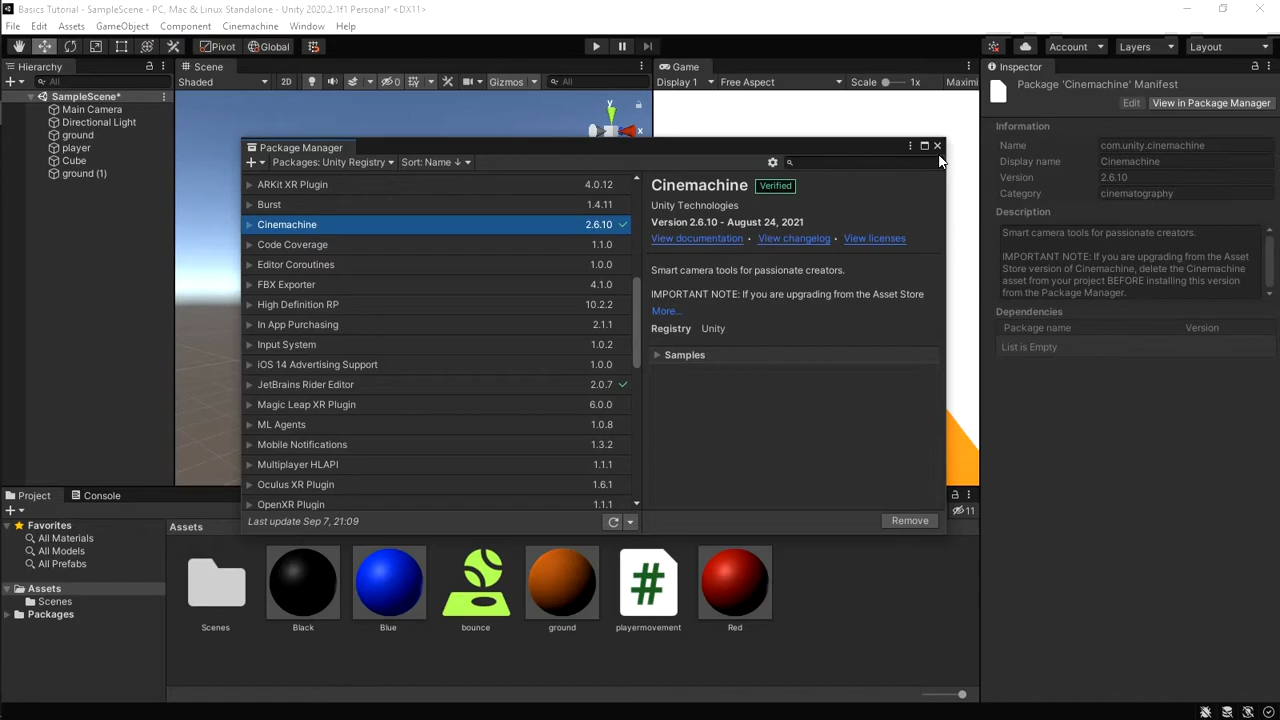 Basics Tutorial - SampleScene - PC, Mac & Linux Standalone - Unity 2020.2.1f1 Personal* <DX11>
File Edit Assets GameObject Component Cinemachine Window Help
Pivot Global Account Layers Layout
Hierarchy
All
SampleScene*
Main Camera
Directional Light
ground
player
Cube
ground (1)
Scene
Shaded 2D 0 Gizmos All
y
x
Game
Display 1 Free Aspect Scale 1x Maximi
Package Manager
Packages: Unity Registry Sort: Name ↓
ARKit XR Plugin 4.0.12
Burst 1.4.11
Cinemachine 2.6.10
Code Coverage 1.1.0
Editor Coroutines 1.0.0
FBX Exporter 4.1.0
High Definition RP 10.2.2
In App Purchasing 2.1.1
Input System 1.0.2
iOS 14 Advertising Support 1.0.0
JetBrains Rider Editor 2.0.7
Magic Leap XR Plugin 6.0.0
ML Agents 1.0.8
Mobile Notifications 1.3.2
Multiplayer HLAPI 1.1.1
Oculus XR Plugin 1.6.1
OpenXR Plugin 1.1.1
Last update Sep 7, 21:09
Cinemachine Verified
Unity Technologies
Version 2.6.10 - August 24, 2021
View documentation • View changelog • View licenses
Smart camera tools for passionate creators.
IMPORTANT NOTE: If you are upgrading from the Asset Store
More...
Registry Unity
Samples
Remove
Inspector
Package 'Cinemachine' Manifest
Edit View in Package Manager
Information
Name com.unity.cinemachine
Display name Cinemachine
Version 2.6.10
Category cinematography
Description
Smart camera tools for passionate creators.
IMPORTANT NOTE: If you are upgrading from the Asset
Store version of Cinemachine, delete the Cinemachine
asset from your project BEFORE installing this version
from the Package Manager.
Dependencies
Package name Version
List is Empty
Project Console
11
Favorites
All Materials
All Models
All Prefabs
Assets
Scenes
Packages
Assets
Scenes
Black
Blue
bounce
ground
#
playermovement
Red